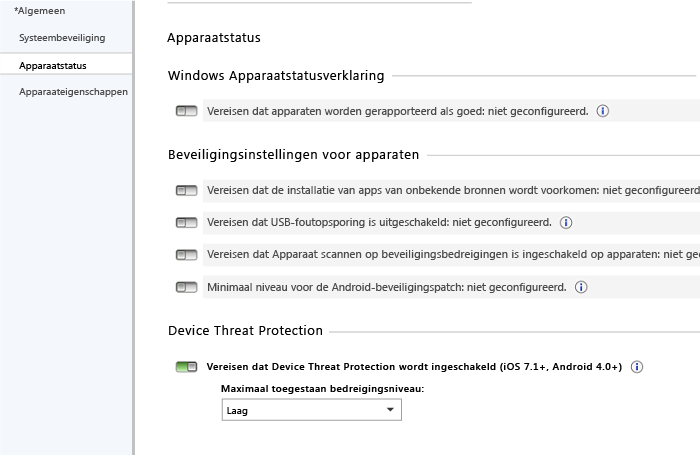 *Algemeen
Systeembeveiliging
Apparaatstatus
Apparaateigenschappen
Apparaatstatus
Windows Apparaatstatusverklaring
Vereisen dat apparaten worden gerapporteerd als goed: niet geconfigureerd.
Beveiligingsinstellingen voor apparaten
Vereisen dat de installatie van apps van onbekende bronnen wordt voorkomen: niet geconfigureerd
Vereisen dat USB-foutopsporing is uitgeschakeld: niet geconfigureerd.
Vereisen dat Apparaat scannen op beveiligingsbedreigingen is ingeschakeld op apparaten: niet
Minimaal niveau voor de Android-beveiligingspatch: niet geconfigureerd.
Device Threat Protection
Vereisen dat Device Threat Protection wordt ingeschakeld (iOS 7.1+, Android 4.0+)
Maximaal toegestaan bedreigingsniveau:
Laag